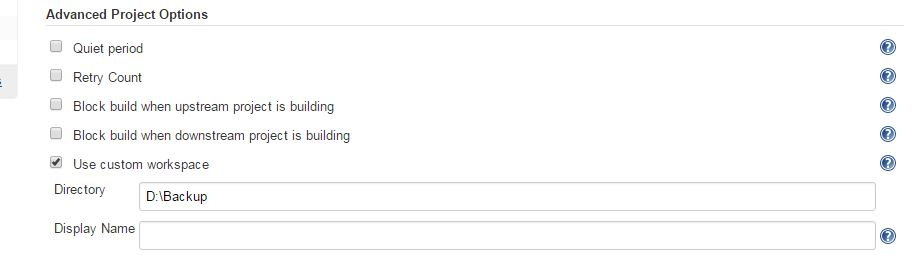 Advanced Project Options
Quiet period
Retry Count
Block build when upstream project is building
Block build when downstream project is building
Use custom workspace
Directory
D:\Backup
Display Name